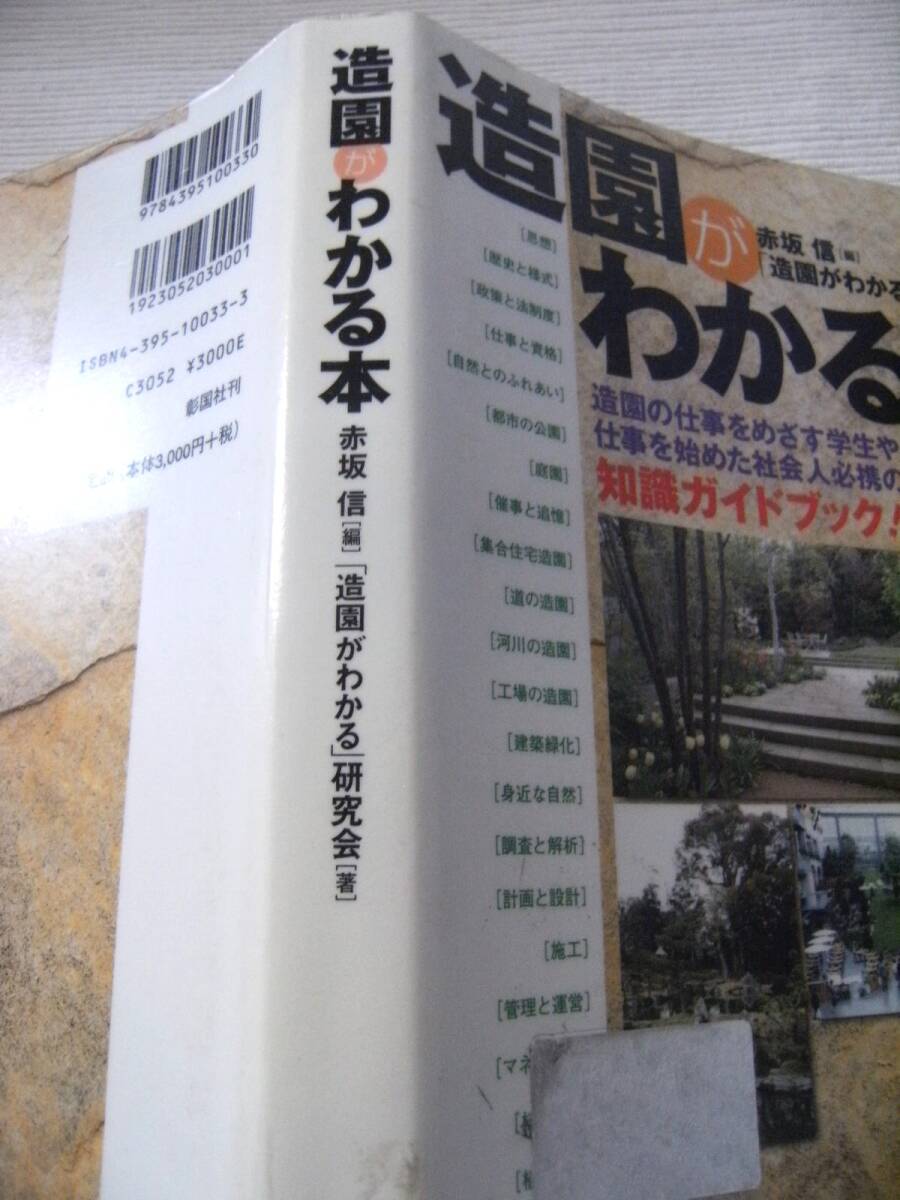 9784395100330
1923052030001
ISBN4-395-10033-3
C3052 ¥3000E
彰国社刊
本体3,000円+税)
造園がわかる本
赤坂 信[編]「造園がわかる」研究会[著]
造園が
わかる
赤坂 信[編]
「造園がわかる
造園の仕事をめざす学生や
仕事を始めた社会人必携の
知識ガイドブック!
[思想]
[歴史と様式]
[政策と法制度]
[仕事と資格]
[自然とのふれあい]
[都市の公園]
[庭園]
[催事と追憶]
[集合住宅造園]
[道の造園]
[河川の造園]
[工場の造園]
[建築緑化]
[身近な自然]
[調査と解析]
[計画と設計]
[施工]
[管理と運営]
[マネ